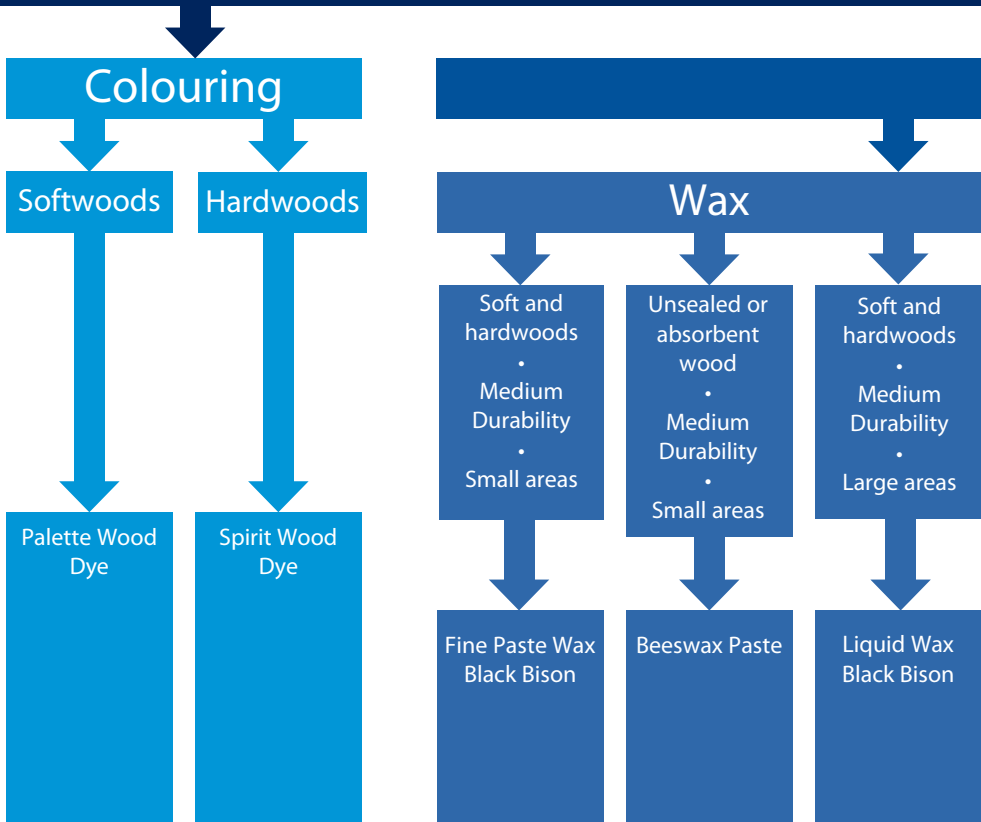 Colouring
Softwoods
Hardwoods
Palette Wood
Dye
Spirit Wood
Dye
Wax
Soft and
hardwoods
•
Medium
Durability
•
Small areas
Unsealed or
absorbent
wood
•
Medium
Durability
•
Small areas
Soft and
hardwoods
•
Medium
Durability
•
Large areas
Fine Paste Wax
Black Bison
Beeswax Paste
Liquid Wax
Black Bison